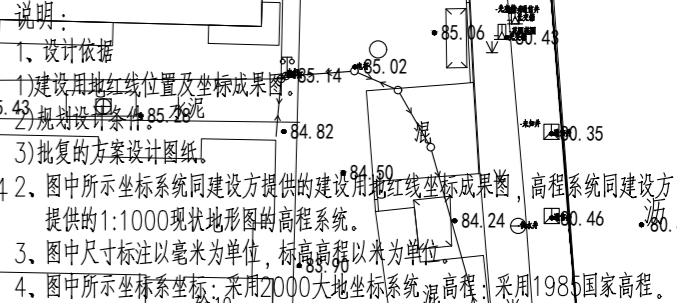 说明：
1、设计依据
1)建设用地红线位置及坐标成果图。
2)规划设计条件。
3)批复的方案设计图纸。
2、图中所示坐标系统同建设方提供的建设用地红线坐标成果图，高程系统同建设方
提供的1:1000现状地形图的高程系统。
3、图中尺寸标注以毫米为单位，标高高程以米为单位。
4、图中所示坐标系坐标：采用2000大地坐标系统；高程：采用1985国家高程。
85.06
80.43
85.14
85.02
5.43
85.28
泥
84.82
混
80.35
84.50
84.24
80.46
沥
80.
83.90
混